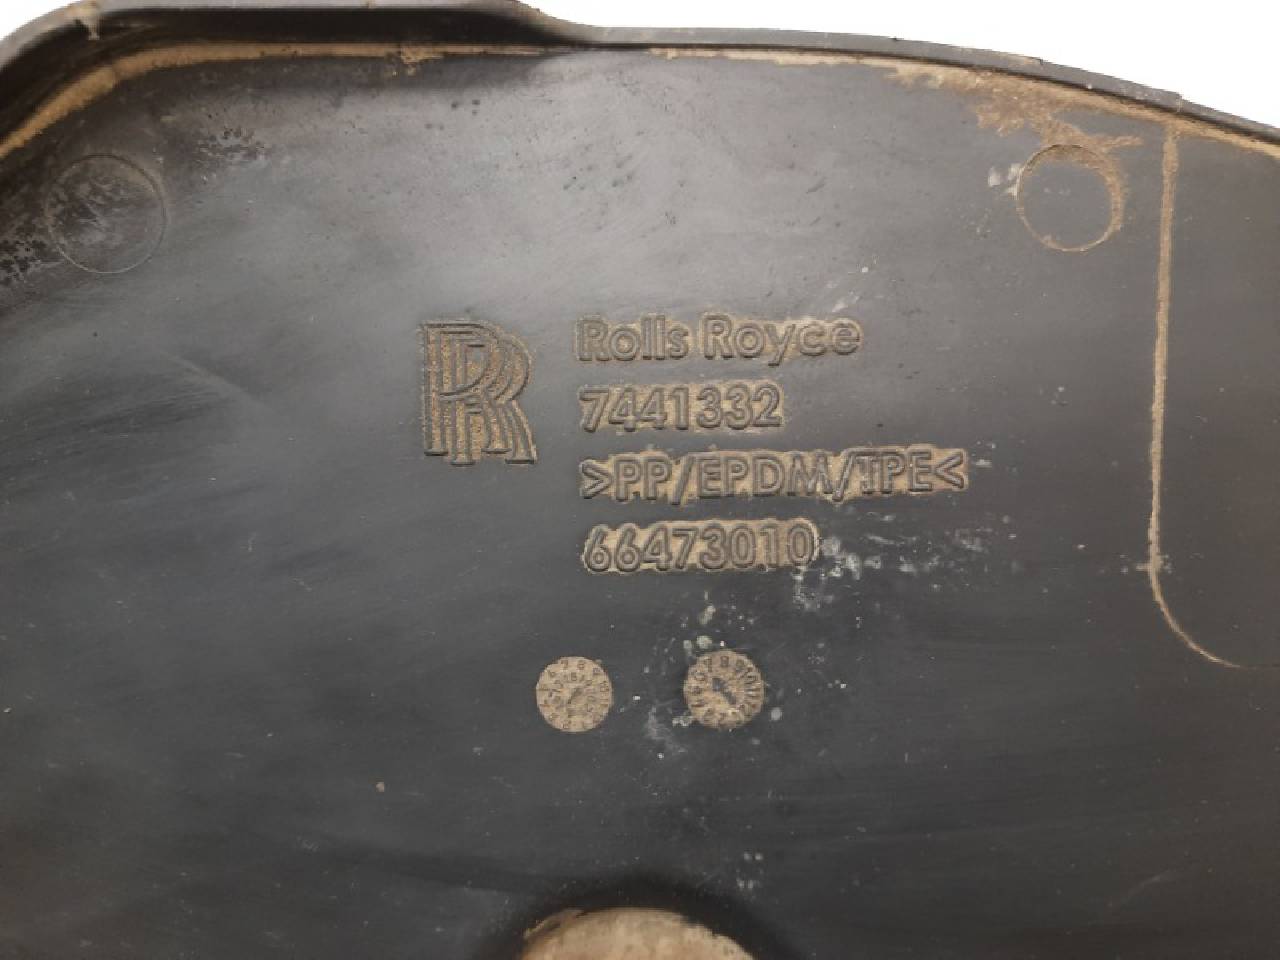 RR Rolls Royce
7441332
>PP/EPDM/TPE<
66473010